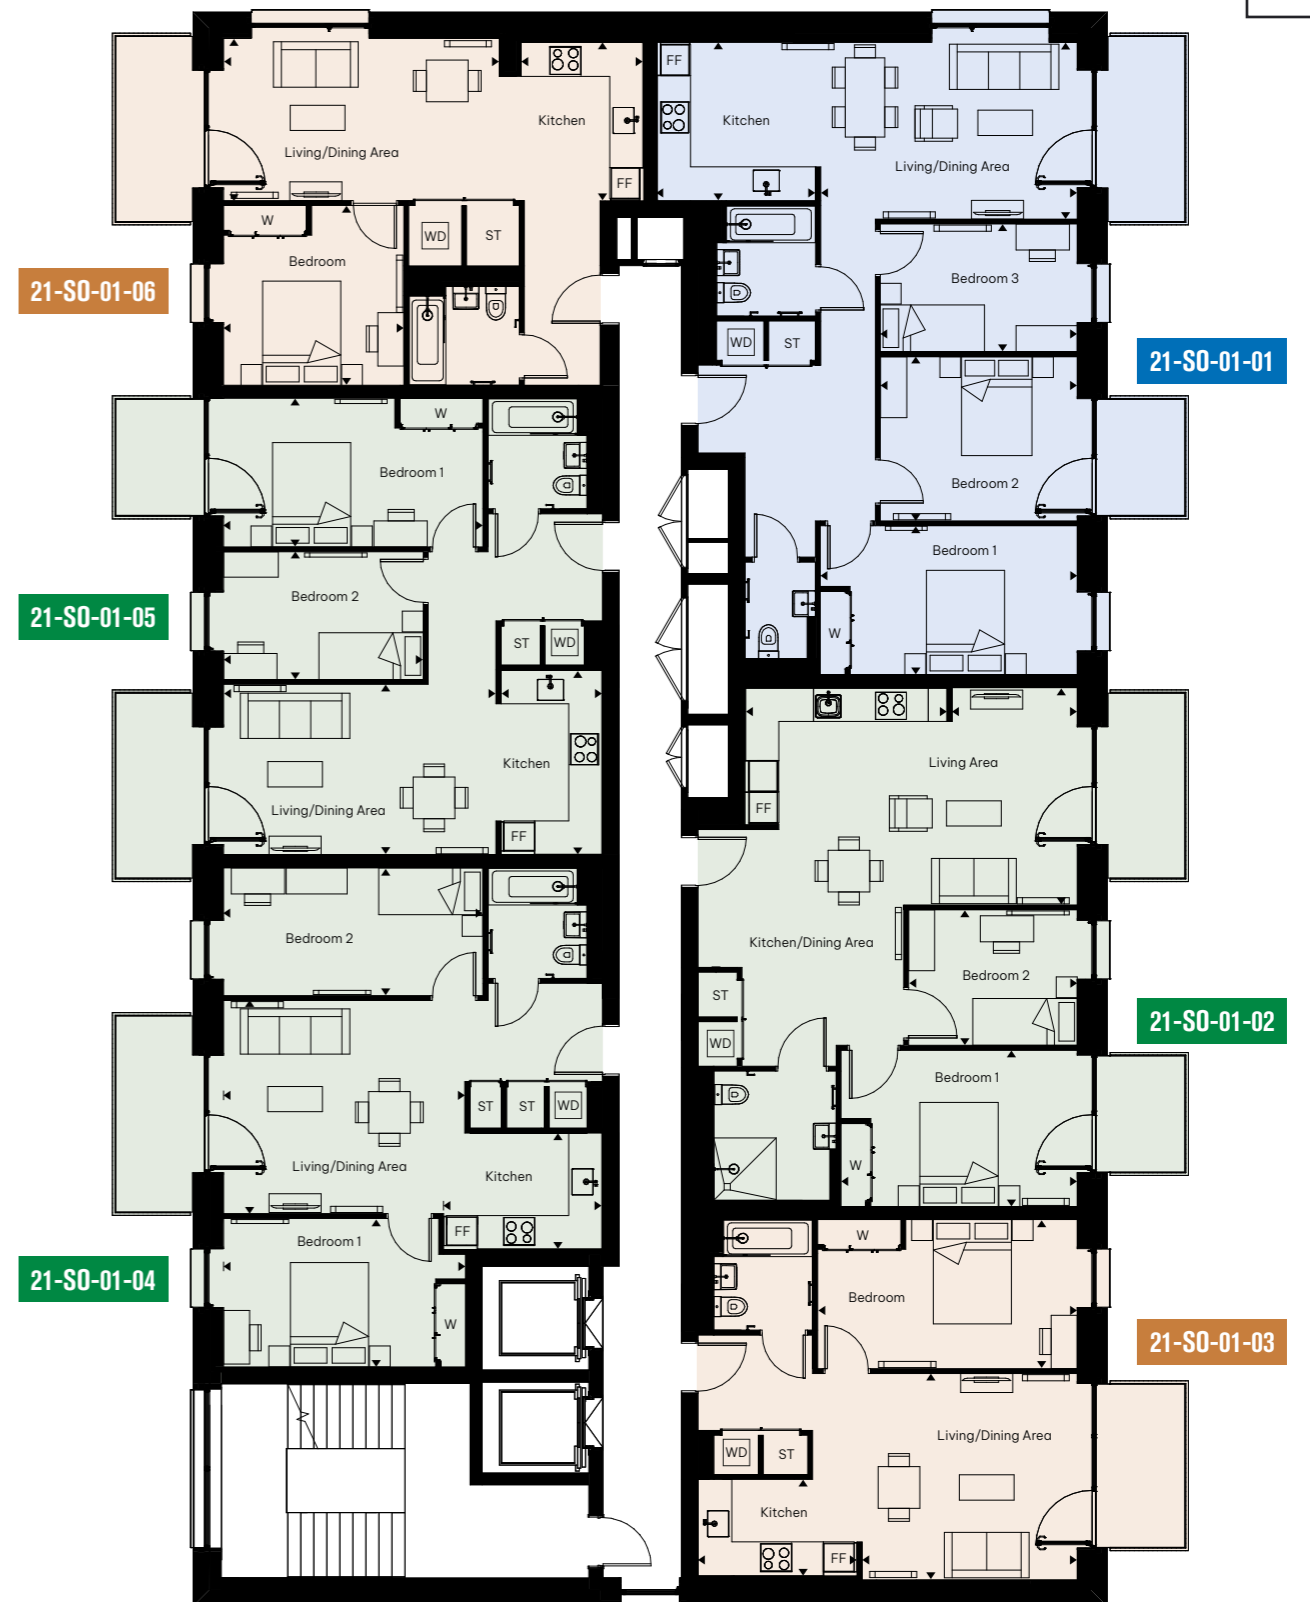 Living/Dining Area
Kitchen
FF
W
WD
ST
Bedroom
21-SO-01-06
FF
Kitchen
Living/Dining Area
Bedroom 3
WD
ST
21-SO-01-01
Bedroom 2
Bedroom 1
W
W
Bedroom 1
Bedroom 2
21-SO-01-05
ST
WD
Kitchen
Living/Dining Area
FF
Living Area
FF
Kitchen/Dining Area
Bedroom 2
ST
WD
21-SO-01-02
Bedroom 1
W
Bedroom 2
ST
ST
WD
Living/Dining Area
Kitchen
FF
Bedroom 1
21-SO-01-04
W
W
Bedroom
21-SO-01-03
Living/Dining Area
WD
ST
Kitchen
FF